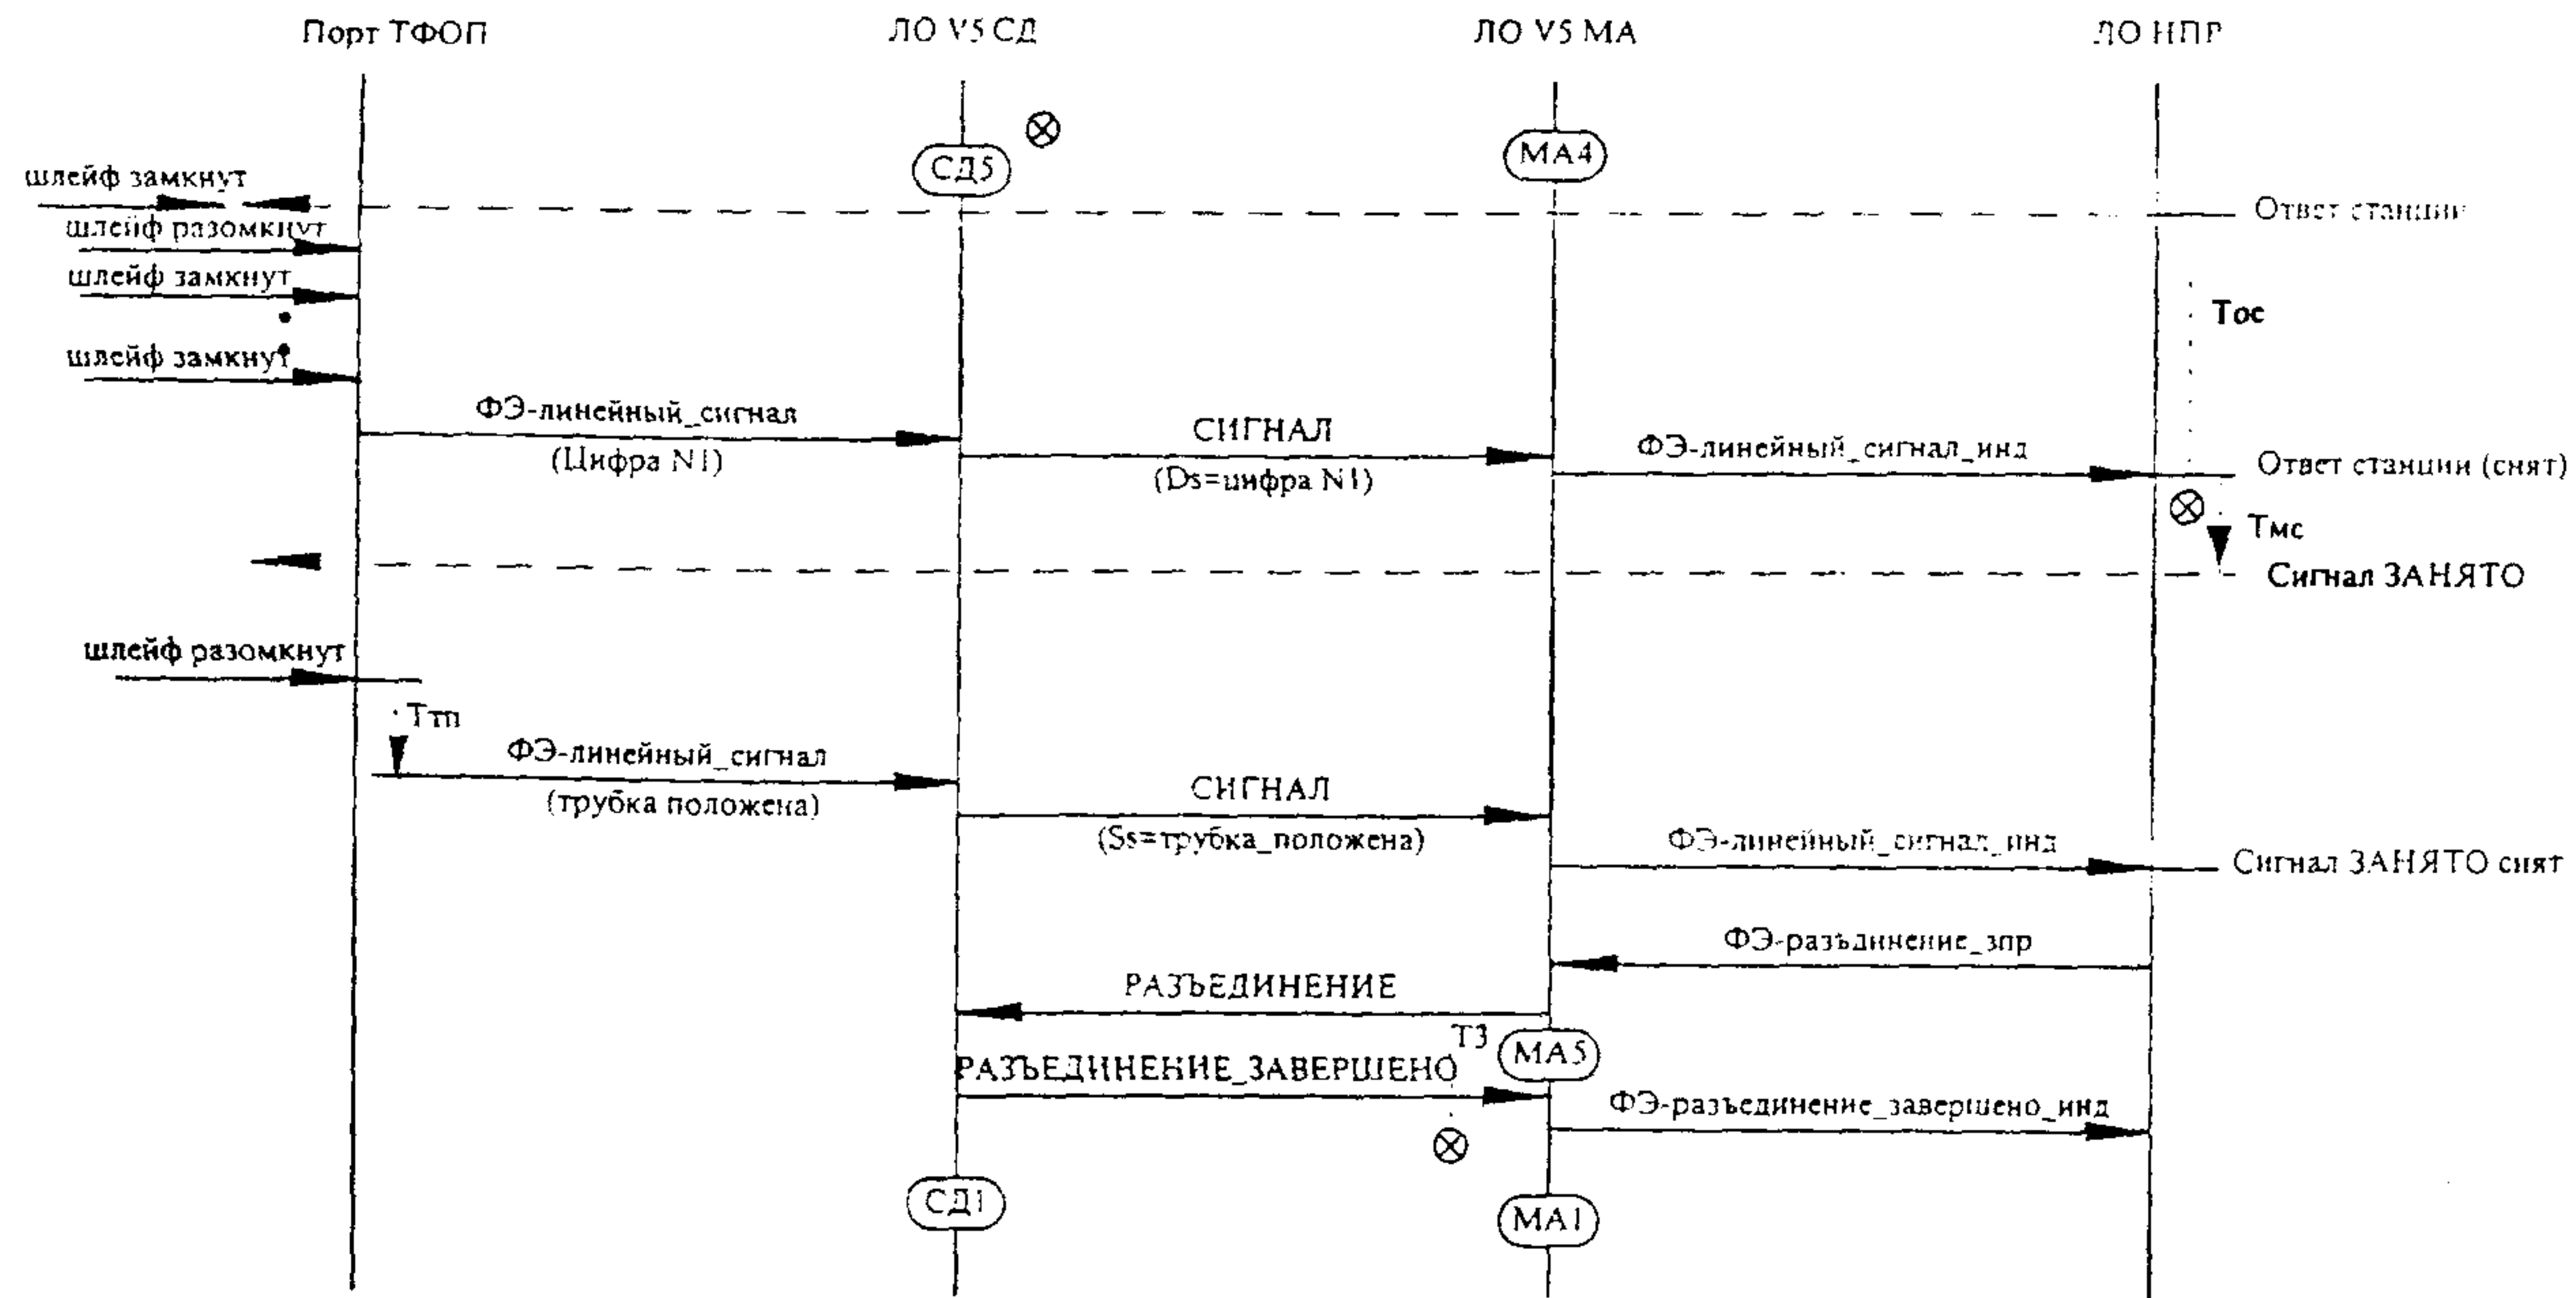 Порт ТФОП
ЛО V5 СД
ЛО V5 МА
ЛО НПР
СД5
МА4
шлейф замкнут
Ответ станции
шлейф разомкнут
шлейф замкнут
Тос
шлейф замкнут
ФЭ-линейный_сигнал
(Цифра N1)
СИГНАЛ
(Ds=цифра N1)
ФЭ-линейный_сигнал_инд
Ответ станции (снят)
Тмс
Сигнал ЗАНЯТО
шлейф разомкнут
Ттп
ФЭ-линейный_сигнал
(трубка положена)
СИГНАЛ
(Ss=трубка_положена)
ФЭ-линейный_сигнал_инд
Сигнал ЗАНЯТО снят
ФЭ-разъдинение_зпр
РАЗЪЕДИНЕНИЕ
Т3
МА5
РАЗЪЕДИНЕНИЕ_ЗАВЕРШЕНО
ФЭ-разъединение_завершено_инд
СД1
МА1